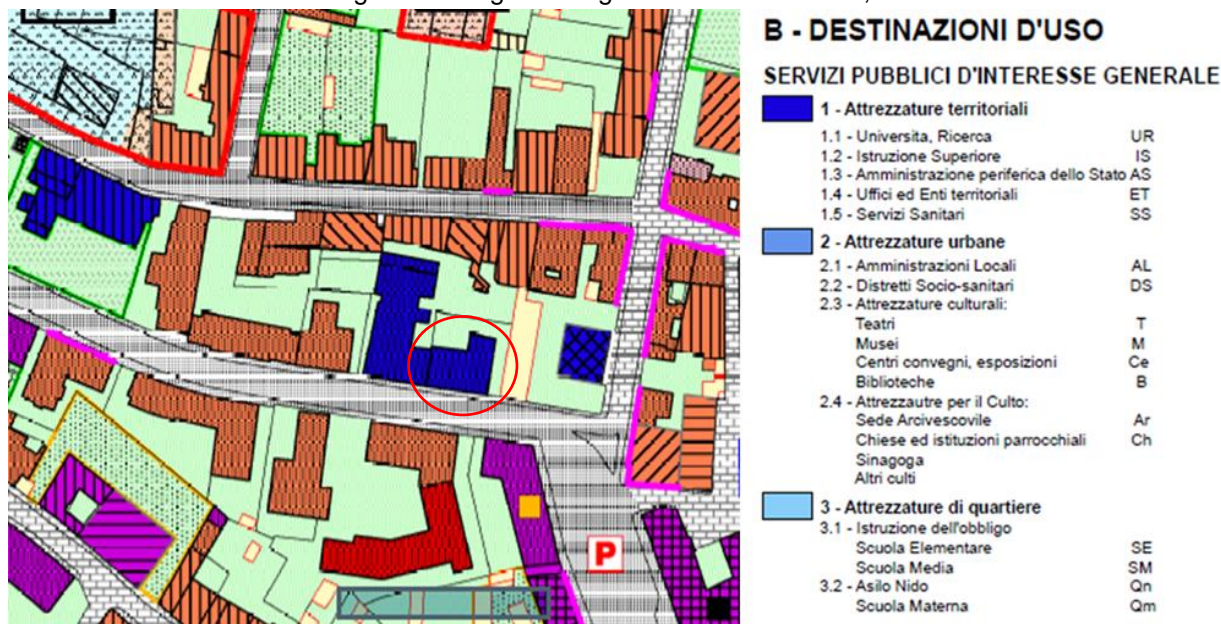 B - DESTINAZIONI D'USO
SERVIZI PUBBLICI D'INTERESSE GENERALE
1 - Attrezzature territoriali
1.1 - Universita, Ricerca UR
1.2 - Istruzione Superiore IS
1.3 - Amministrazione periferica dello Stato AS
1.4 - Uffici ed Enti territoriali ET
1.5 - Servizi Sanitari SS
2 - Attrezzature urbane
2.1 - Amministrazioni Locali AL
2.2 - Distretti Socio-sanitari DS
2.3 - Attrezzature culturali:
Teatri T
Musei M
Centri convegni, esposizioni Ce
Biblioteche B
2.4 - Attrezzautre per il Culto:
Sede Arcivescovile Ar
Chiese ed istituzioni parrocchiali Ch
Sinagoga
Altri culti
3 - Attrezzature di quartiere
3.1 - Istruzione dell'obbligo
Scuola Elementare SE
Scuola Media SM
3.2 - Asilo Nido Qn
Scuola Materna Qm
P